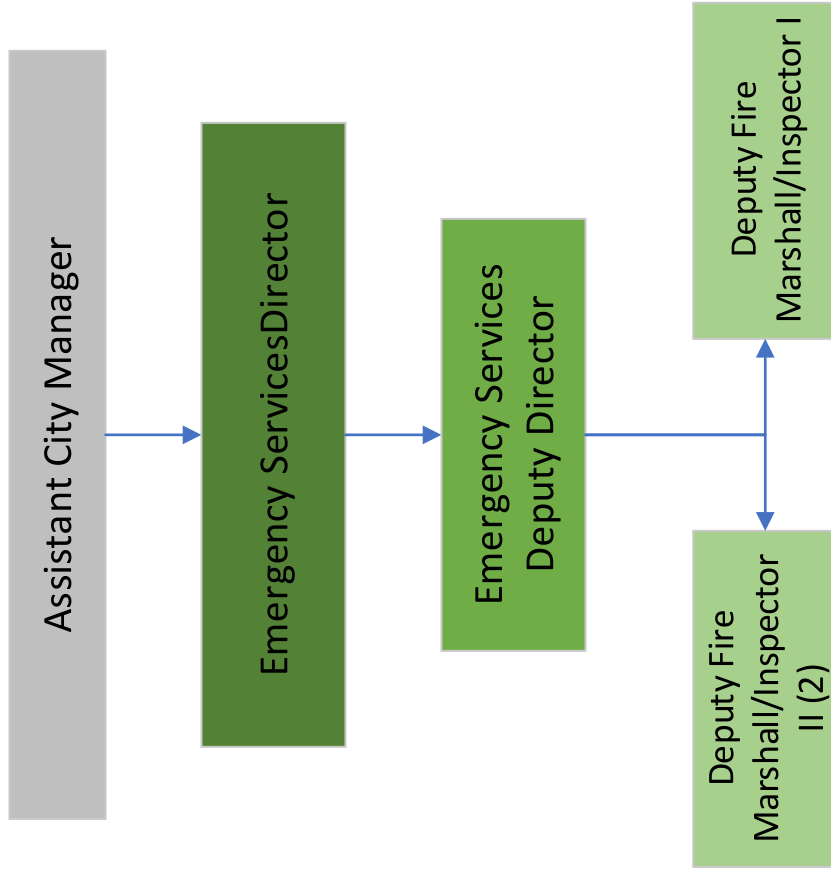 Assistant City Manager
Emergency ServicesDirector
Emergency Services
Deputy Director
Deputy Fire
Marshall/Inspector
II (2)
Deputy Fire
Marshall/Inspector I